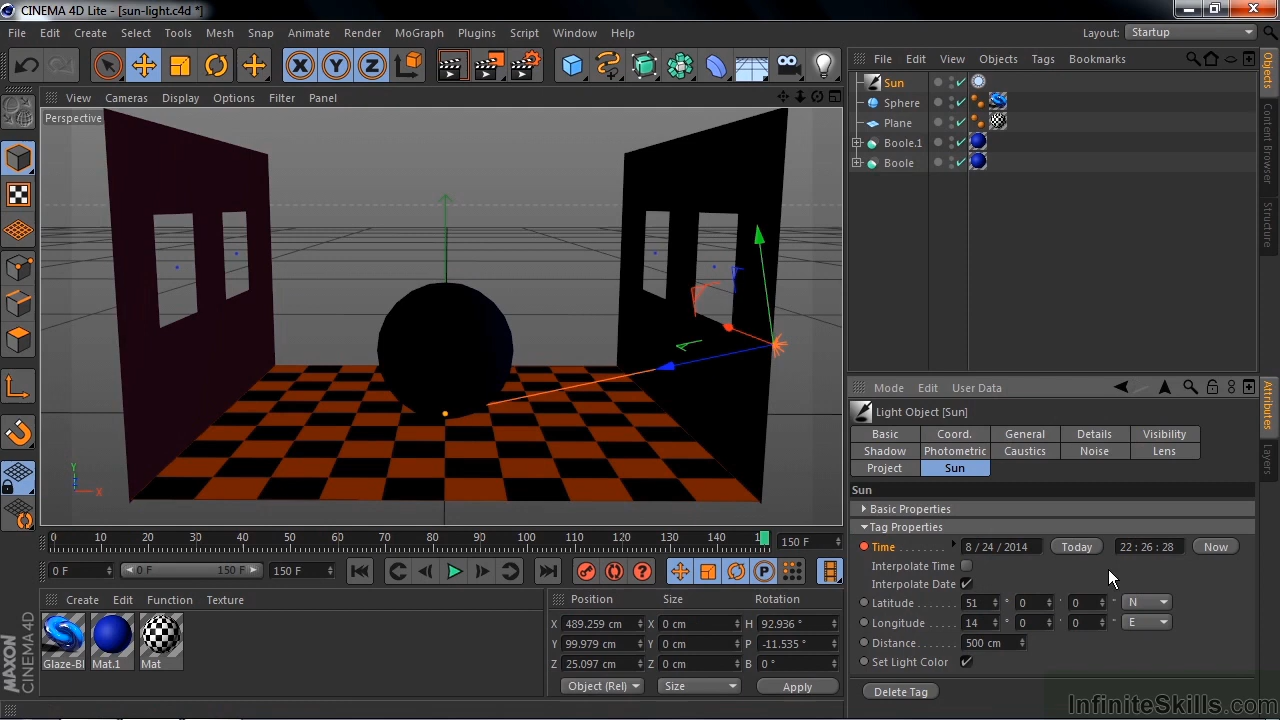 CINEMA 4D Lite - [sun-light.c4d *]
File Edit Create Select Tools Mesh Snap Animate Render MoGraph Plugins Script Window Help
Layout: Startup
View Cameras Display Options Filter Panel
Perspective
Y
X
0 10 20 30 40 50 60 70 80 90 100 110 120 130 140 150 F
0 F 0 F 150 F 150 F
Create Edit Function Texture
Glaze-Bl Mat.1 Mat
MAXON CINEMA 4D
Position Size Rotation
X 489.259 cm X 0 cm H 92.936 °
Y 99.979 cm Y 0 cm P -11.535 °
Z 25.097 cm Z 0 cm B 0 °
Object (Rel) Size Apply
File Edit View Objects Tags Bookmarks
Sun
Sphere
Plane
Boole.1
Boole
Objects
Content Browser
Structure
Mode Edit User Data
Attributes
Layers
Light Object [Sun]
Basic Coord. General Details Visibility
Shadow Photometric Caustics Noise Lens
Project Sun
Sun
Basic Properties
Tag Properties
Time 8 / 24 / 2014 Today 22 : 26 : 28 Now
Interpolate Time
Interpolate Date
Latitude 51 ° 0 ' 0 " N
Longitude 14 ° 0 ' 0 " E
Distance 500 cm
Set Light Color
Delete Tag
InfiniteSkills.com